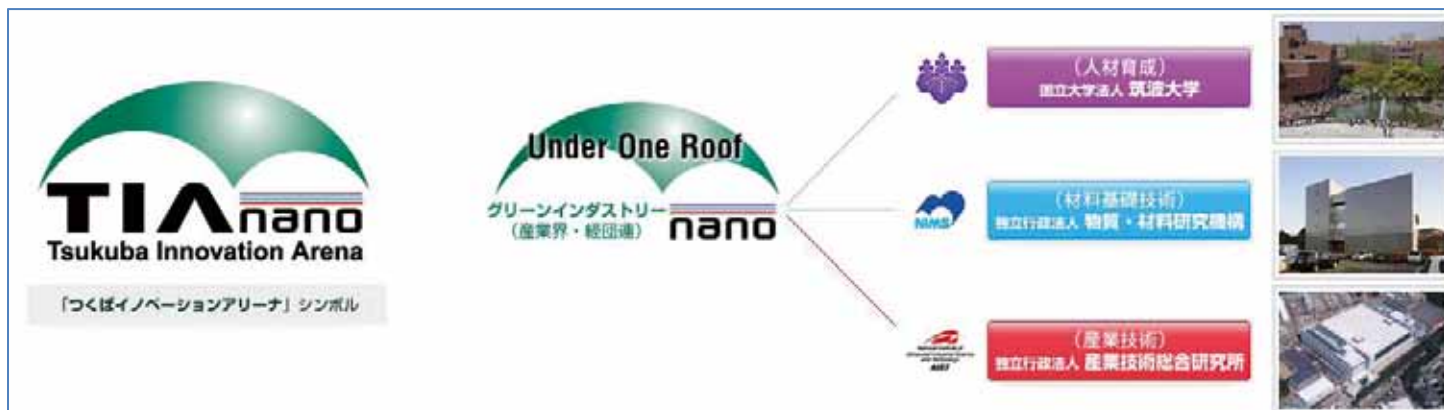 TIA nano
Tsukuba Innovation Arena
「つくばイノベーションアリーナ」シンボル
Under One Roof
グリーンインダストリー
（産業界・経団連）
nano
（人材育成）
国立大学法人 筑波大学
NIMS
（材料基礎技術）
独立行政法人 物質・材料研究機構
AIST
（産業技術）
独立行政法人 産業技術総合研究所